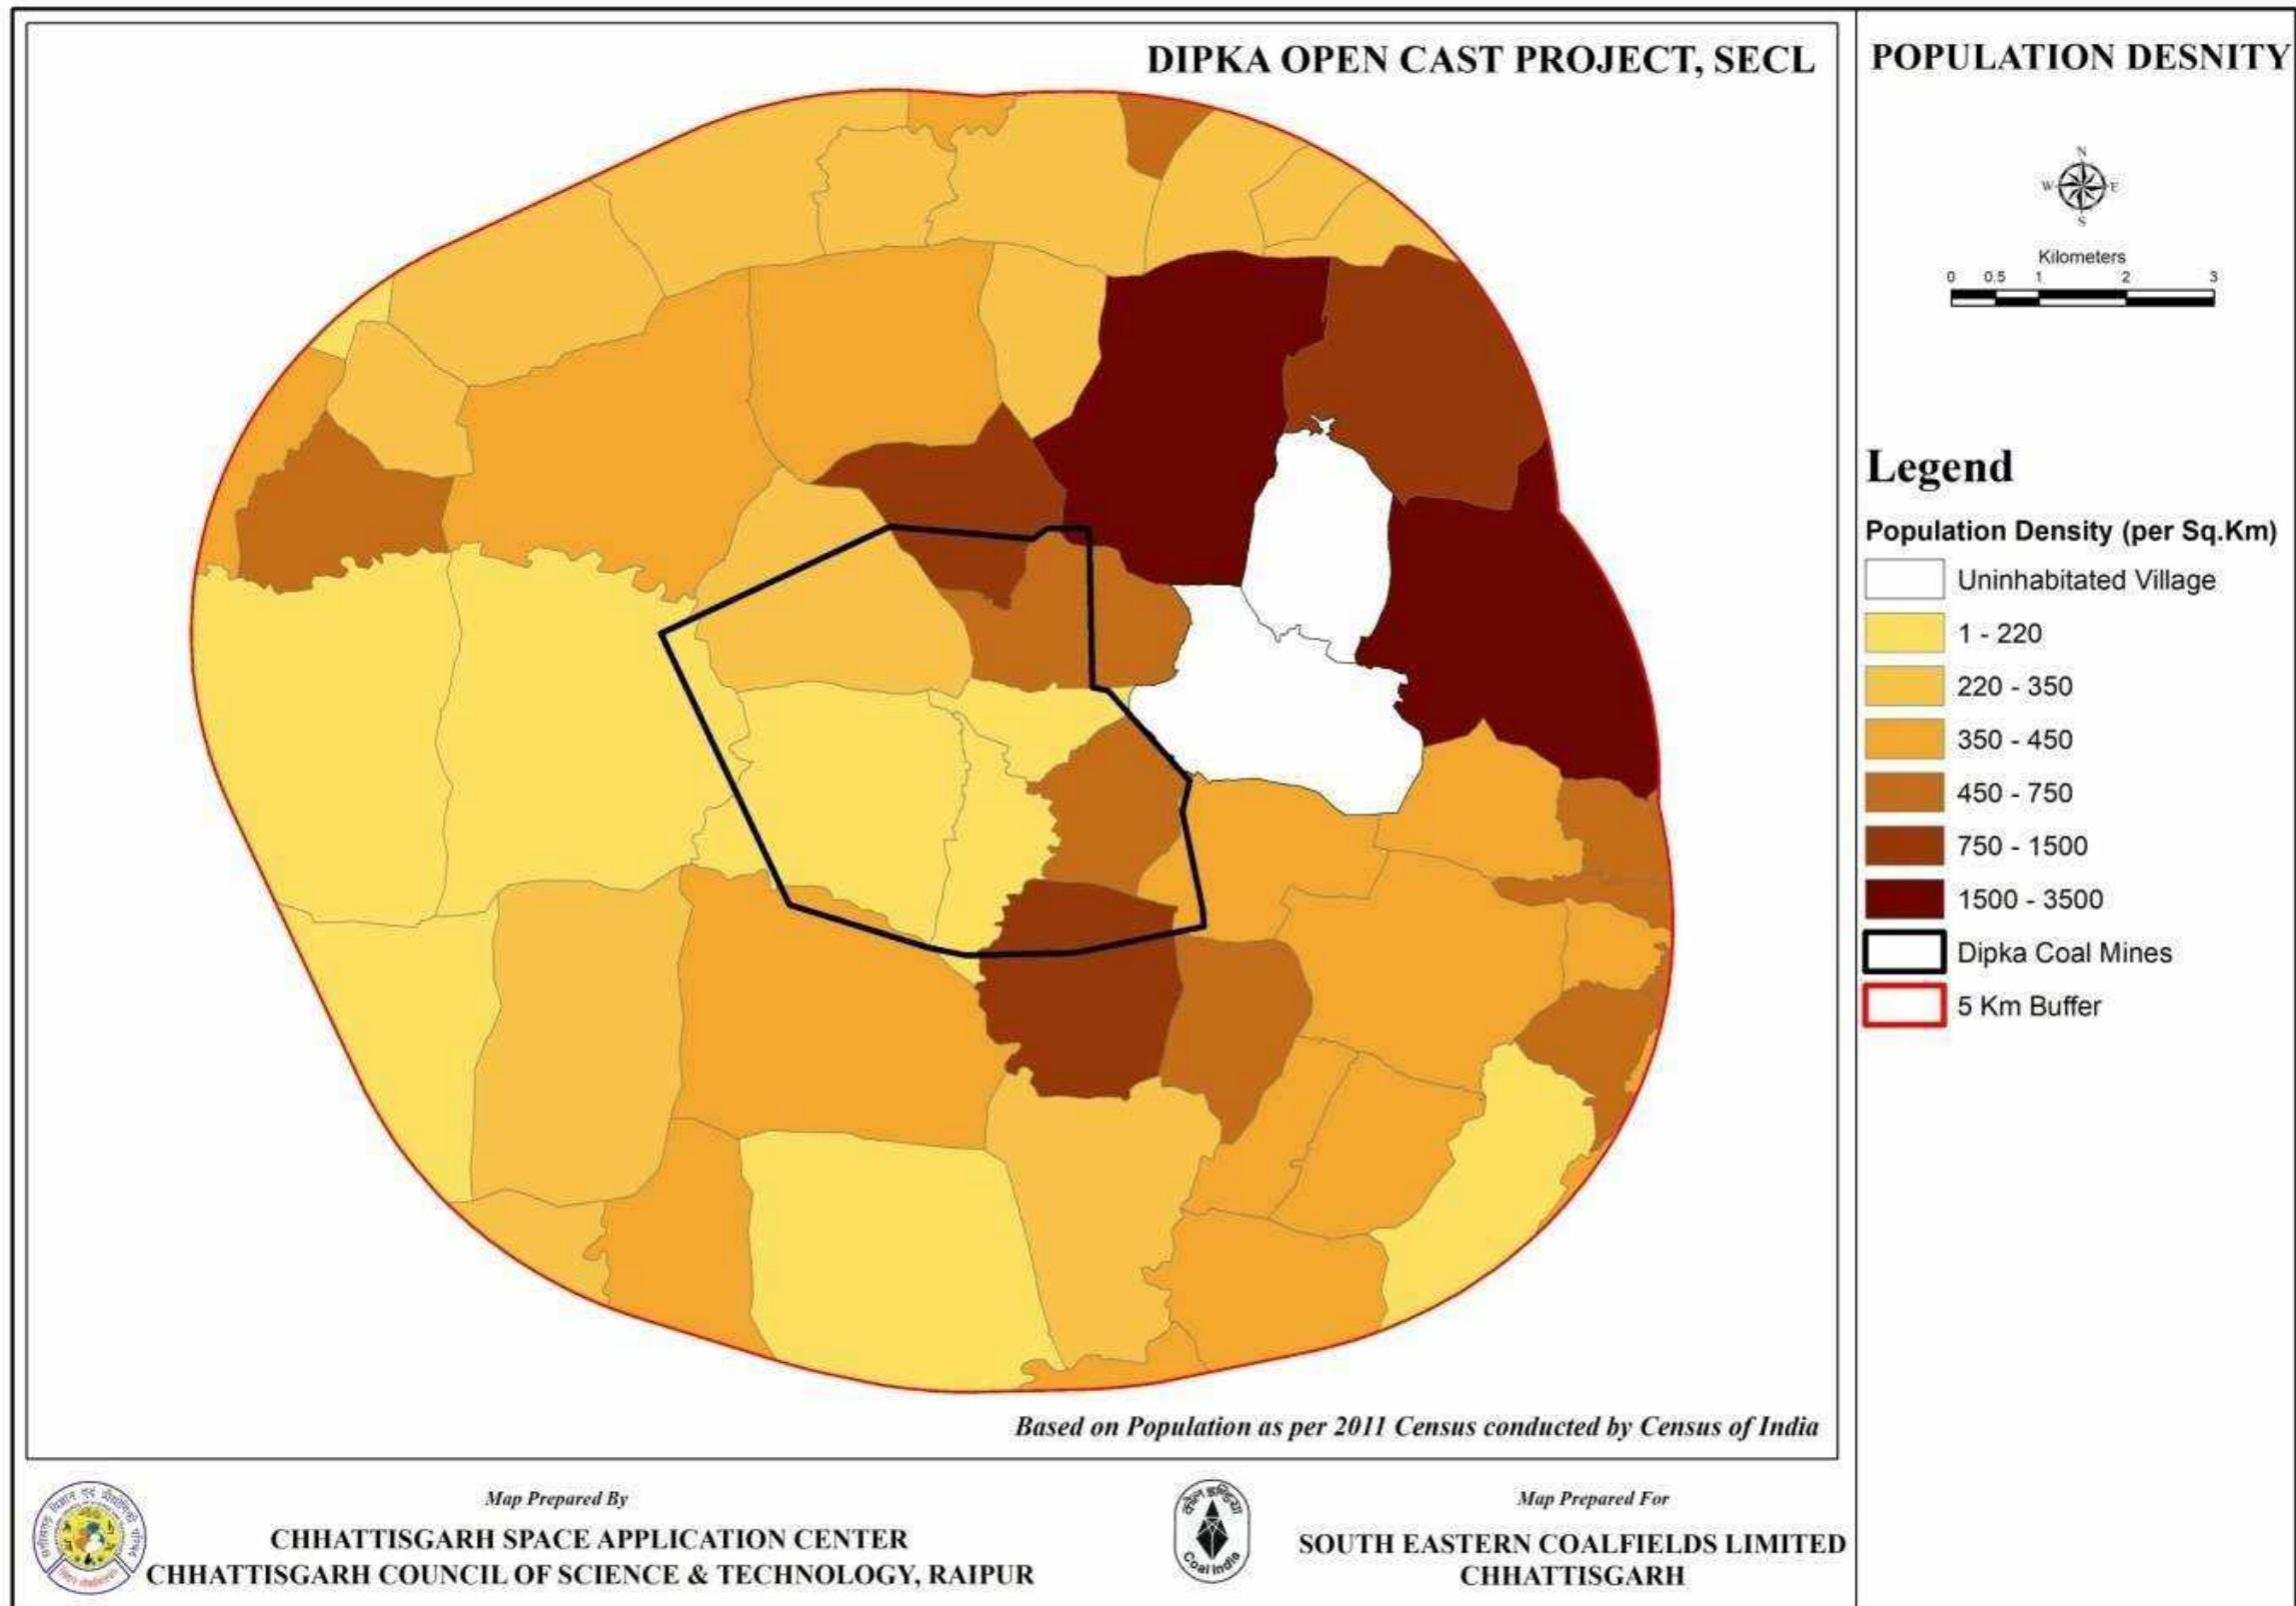 DIPKA OPEN CAST PROJECT, SECL
POPULATION DESNITY
N
W E
S
Kilometers
0 0.5 1 2 3
Legend
Population Density (per Sq.Km)
Uninhabitated Village
1 - 220
220 - 350
350 - 450
450 - 750
750 - 1500
1500 - 3500
Dipka Coal Mines
5 Km Buffer
Based on Population as per 2011 Census conducted by Census of India
Map Prepared By
CHHATTISGARH SPACE APPLICATION CENTER
CHHATTISGARH COUNCIL OF SCIENCE & TECHNOLOGY, RAIPUR
कोल इण्डिया
Coal India
Map Prepared For
SOUTH EASTERN COALFIELDS LIMITED
CHHATTISGARH